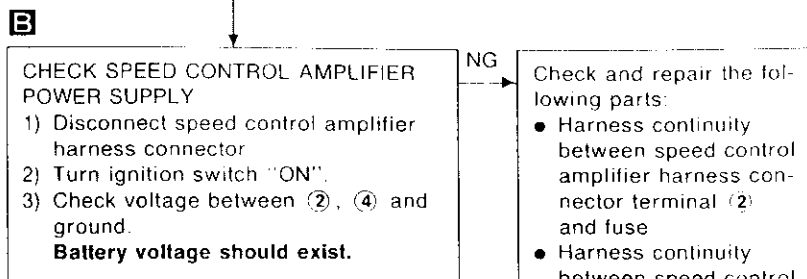 B
CHECK SPEED CONTROL AMPLIFIER
POWER SUPPLY
1) Disconnect speed control amplifier
harness connector
2) Turn ignition switch "ON".
3) Check voltage between ②, ④ and
ground.
Battery voltage should exist.
NG
Check and repair the fol-
lowing parts:
● Harness continuity
between speed control
amplifier harness con-
nector terminal ②
and fuse
● Harness continuity
between speed control